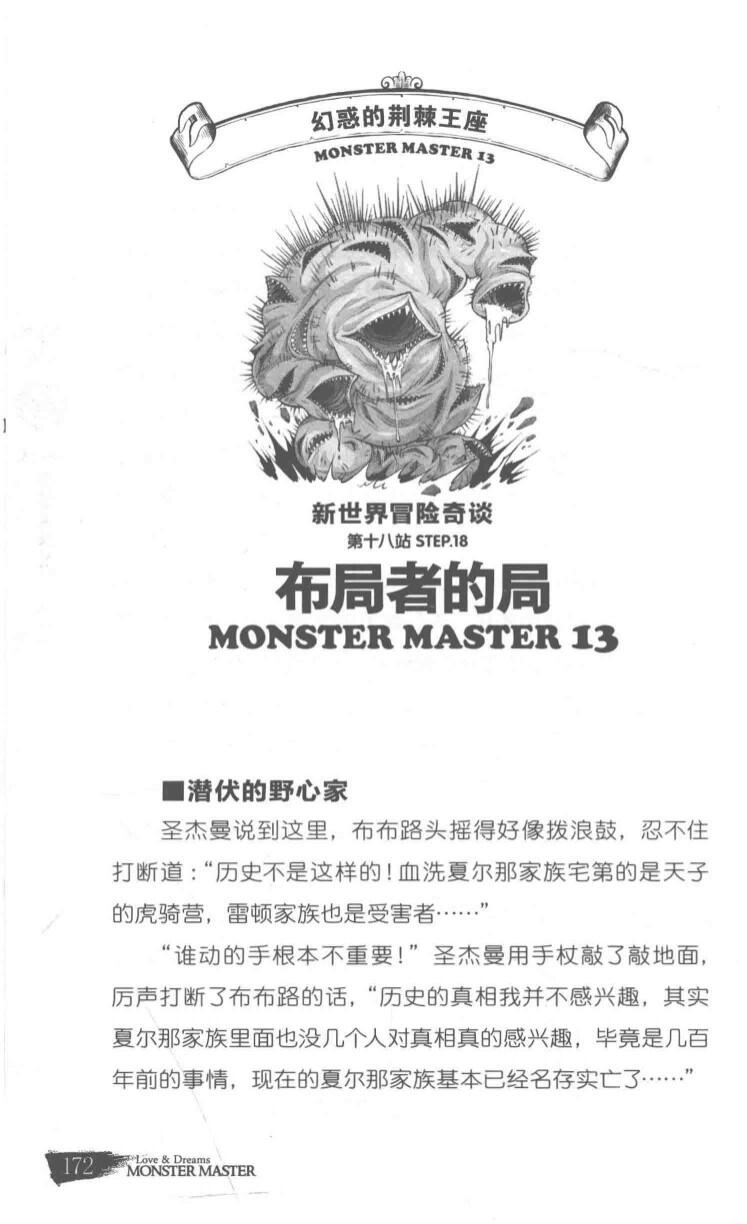 幻惑的荆棘王座
MONSTER MASTER 13
新世界冒险奇谈
第十八站 STEP.18
布局者的局
MONSTER MASTER 13
■潜伏的野心家
圣杰曼说到这里，布布路头摇得好像拨浪鼓，忍不住
打断道：“历史不是这样的！血洗夏尔那家族宅第的是天子
的虎骑营，雷顿家族也是受害者……”
“谁动的手根本不重要！”圣杰曼用手杖敲了敲地面，
厉声打断了布布路的话，“历史的真相我并不感兴趣，其实
夏尔那家族里面也没几个人对真相真的感兴趣，毕竟是几百
年前的事情，现在的夏尔那家族基本已经名存实亡了……”
172
Love & Dreams
MONSTER MASTER